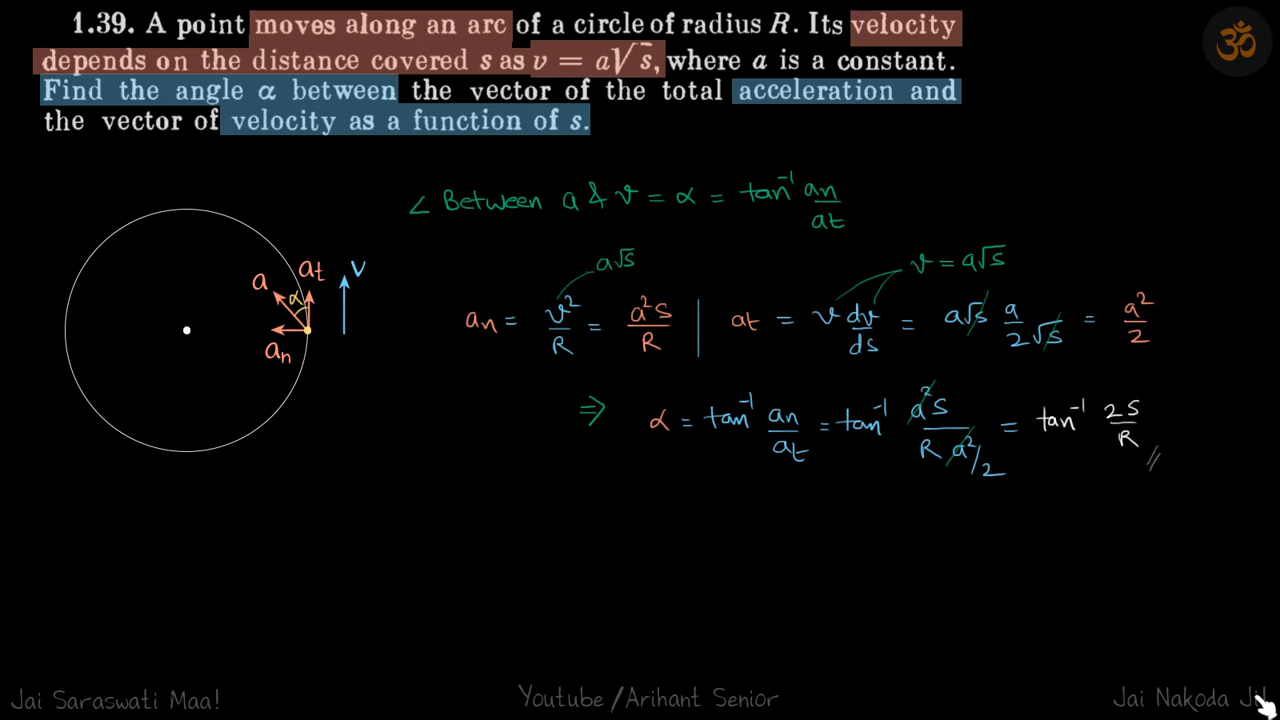 1.39. A point moves along an arc of a circle of radius R. Its velocity
depends on the distance covered s as v = a√s, where a is a constant.
Find the angle α between the vector of the total acceleration and
the vector of velocity as a function of s.
ॐ
∠ Between a & v = α = tan⁻¹ an/at
a√s
v = a√s
an = v²/R = a²s/R | at = v dv/ds = a√s a/2√s = a²/2
⇒ α = tan⁻¹ an/at = tan⁻¹ a²s/(R a²/2) = tan⁻¹ 2s/R
a
α
at
v
an
Jai Saraswati Maa!
Youtube/Arihant Senior
Jai Nakoda Ji!